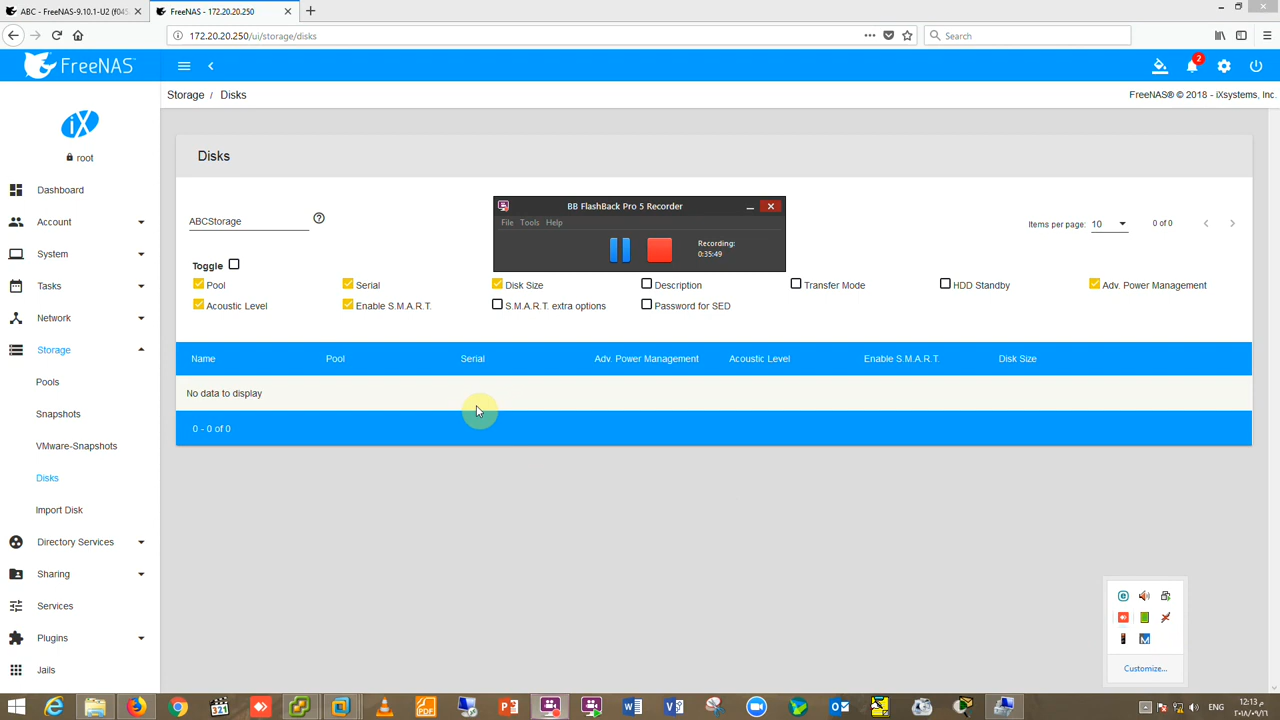 ABC - FreeNAS-9.10.1-U2 (f045
FreeNAS - 172.20.20.250
172.20.20.250/ui/storage/disks
Search
FreeNAS
2
Storage / Disks
FreeNAS® © 2018 - iXsystems, Inc.
iX
root
Dashboard
Account
System
Tasks
Network
Storage
Pools
Snapshots
VMware-Snapshots
Disks
Import Disk
Directory Services
Sharing
Services
Plugins
Jails
Disks
ABCStorage
Items per page: 10
0 of 0
BB FlashBack Pro 5 Recorder
File Tools Help
Recording:
0:35:49
Toggle
Pool
Serial
Disk Size
Description
Transfer Mode
HDD Standby
Adv. Power Management
Acoustic Level
Enable S.M.A.R.T.
S.M.A.R.T. extra options
Password for SED
Name Pool Serial Adv. Power Management Acoustic Level Enable S.M.A.R.T. Disk Size
No data to display
0 - 0 of 0
Customize...
321
PDF
ENG
م 12:13